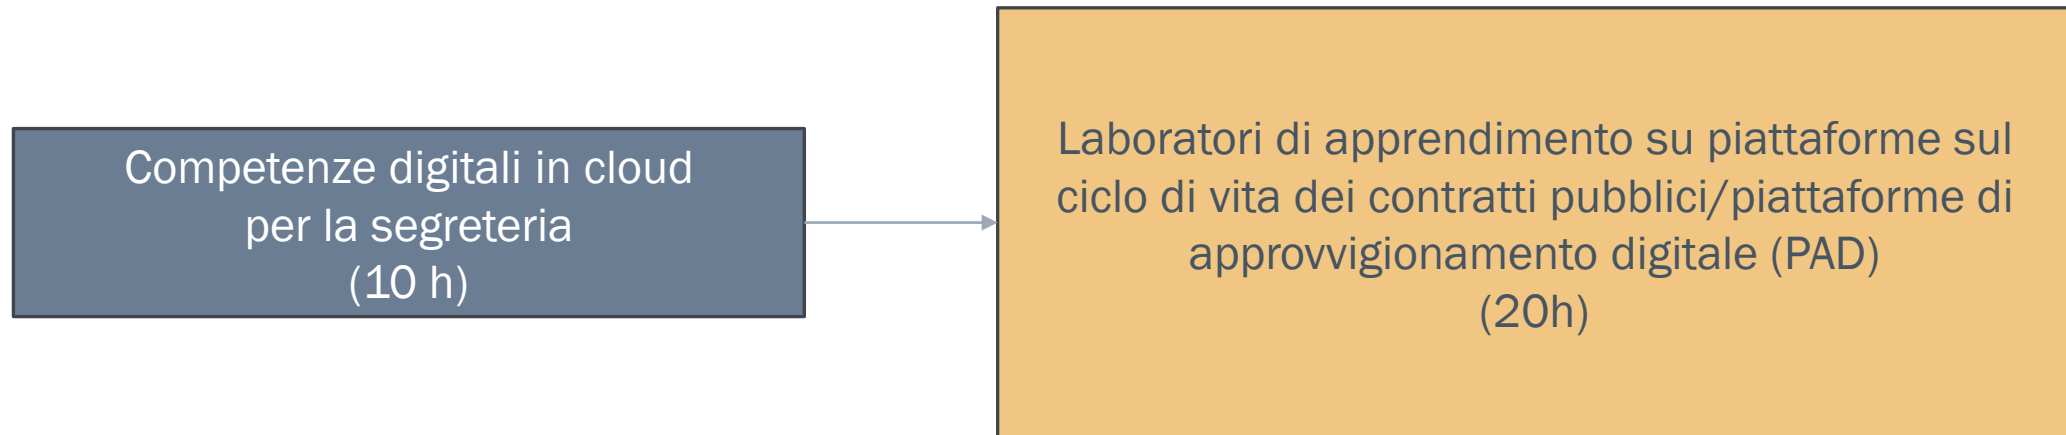 Competenze digitali in cloud
per la segreteria
(10 h)
Laboratori di apprendimento su piattaforme sul
ciclo di vita dei contratti pubblici/piattaforme di
approvvigionamento digitale (PAD)
(20h)